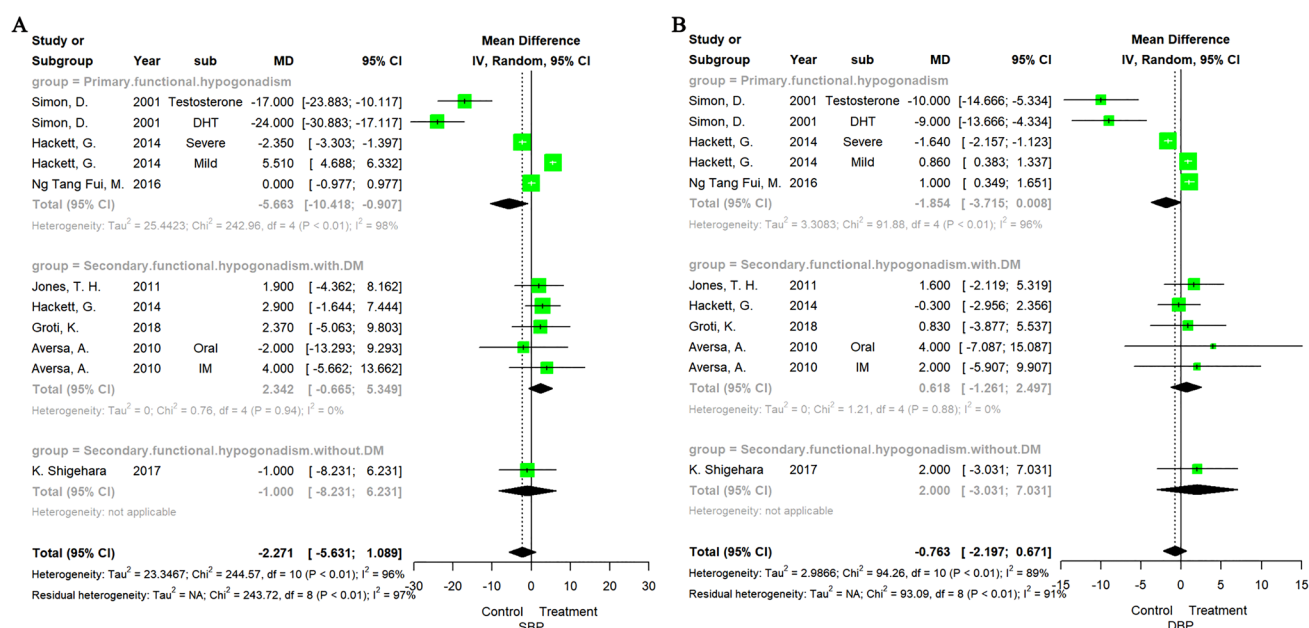 A
Study or Mean Difference
Subgroup Year sub MD 95% CI IV, Random, 95% CI
group = Primary.functional.hypogonadism
Simon, D. 2001 Testosterone -17.000 [-23.883; -10.117]
Simon, D. 2001 DHT -24.000 [-30.883; -17.117]
Hackett, G. 2014 Severe -2.350 [ -3.303; -1.397]
Hackett, G. 2014 Mild 5.510 [ 4.688; 6.332]
Ng Tang Fui, M. 2016 0.000 [ -0.977; 0.977]
Total (95% CI) -5.663 [-10.418; -0.907]
Heterogeneity: Tau² = 25.4423; Chi² = 242.96, df = 4 (P < 0.01); I² = 98%
group = Secondary.functional.hypogonadism.with.DM
Jones, T. H. 2011 1.900 [ -4.362; 8.162]
Hackett, G. 2014 2.900 [ -1.644; 7.444]
Groti, K. 2018 2.370 [ -5.063; 9.803]
Aversa, A. 2010 Oral -2.000 [-13.293; 9.293]
Aversa, A. 2010 IM 4.000 [ -5.662; 13.662]
Total (95% CI) 2.342 [ -0.665; 5.349]
Heterogeneity: Tau² = 0; Chi² = 0.76, df = 4 (P = 0.94); I² = 0%
group = Secondary.functional.hypogonadism.without.DM
K. Shigehara 2017 -1.000 [ -8.231; 6.231]
Total (95% CI) -1.000 [ -8.231; 6.231]
Heterogeneity: not applicable
Total (95% CI) -2.271 [ -5.631; 1.089]
Heterogeneity: Tau² = 23.3467; Chi² = 244.57, df = 10 (P < 0.01); I² = 96%
Residual heterogeneity: Tau² = NA; Chi² = 243.72, df = 8 (P < 0.01); I² = 97%
-30 -20 -10 0 10 20 30
Control Treatment
SBP
B
Study or Mean Difference
Subgroup Year sub MD 95% CI IV, Random, 95% CI
group = Primary.functional.hypogonadism
Simon, D. 2001 Testosterone -10.000 [-14.666; -5.334]
Simon, D. 2001 DHT -9.000 [-13.666; -4.334]
Hackett, G. 2014 Severe -1.640 [ -2.157; -1.123]
Hackett, G. 2014 Mild 0.860 [ 0.383; 1.337]
Ng Tang Fui, M. 2016 1.000 [ 0.349; 1.651]
Total (95% CI) -1.854 [ -3.715; 0.008]
Heterogeneity: Tau² = 3.3083; Chi² = 91.88, df = 4 (P < 0.01); I² = 96%
group = Secondary.functional.hypogonadism.with.DM
Jones, T. H. 2011 1.600 [ -2.119; 5.319]
Hackett, G. 2014 -0.300 [ -2.956; 2.356]
Groti, K. 2018 0.830 [ -3.877; 5.537]
Aversa, A. 2010 Oral 4.000 [ -7.087; 15.087]
Aversa, A. 2010 IM 2.000 [ -5.907; 9.907]
Total (95% CI) 0.618 [ -1.261; 2.497]
Heterogeneity: Tau² = 0; Chi² = 1.21, df = 4 (P = 0.88); I² = 0%
group = Secondary.functional.hypogonadism.without.DM
K. Shigehara 2017 2.000 [ -3.031; 7.031]
Total (95% CI) 2.000 [ -3.031; 7.031]
Heterogeneity: not applicable
Total (95% CI) -0.763 [ -2.197; 0.671]
Heterogeneity: Tau² = 2.9866; Chi² = 94.26, df = 10 (P < 0.01); I² = 89%
Residual heterogeneity: Tau² = NA; Chi² = 93.09, df = 8 (P < 0.01); I² = 91%
-15 -10 -5 0 5 10 15
Control Treatment
DBP